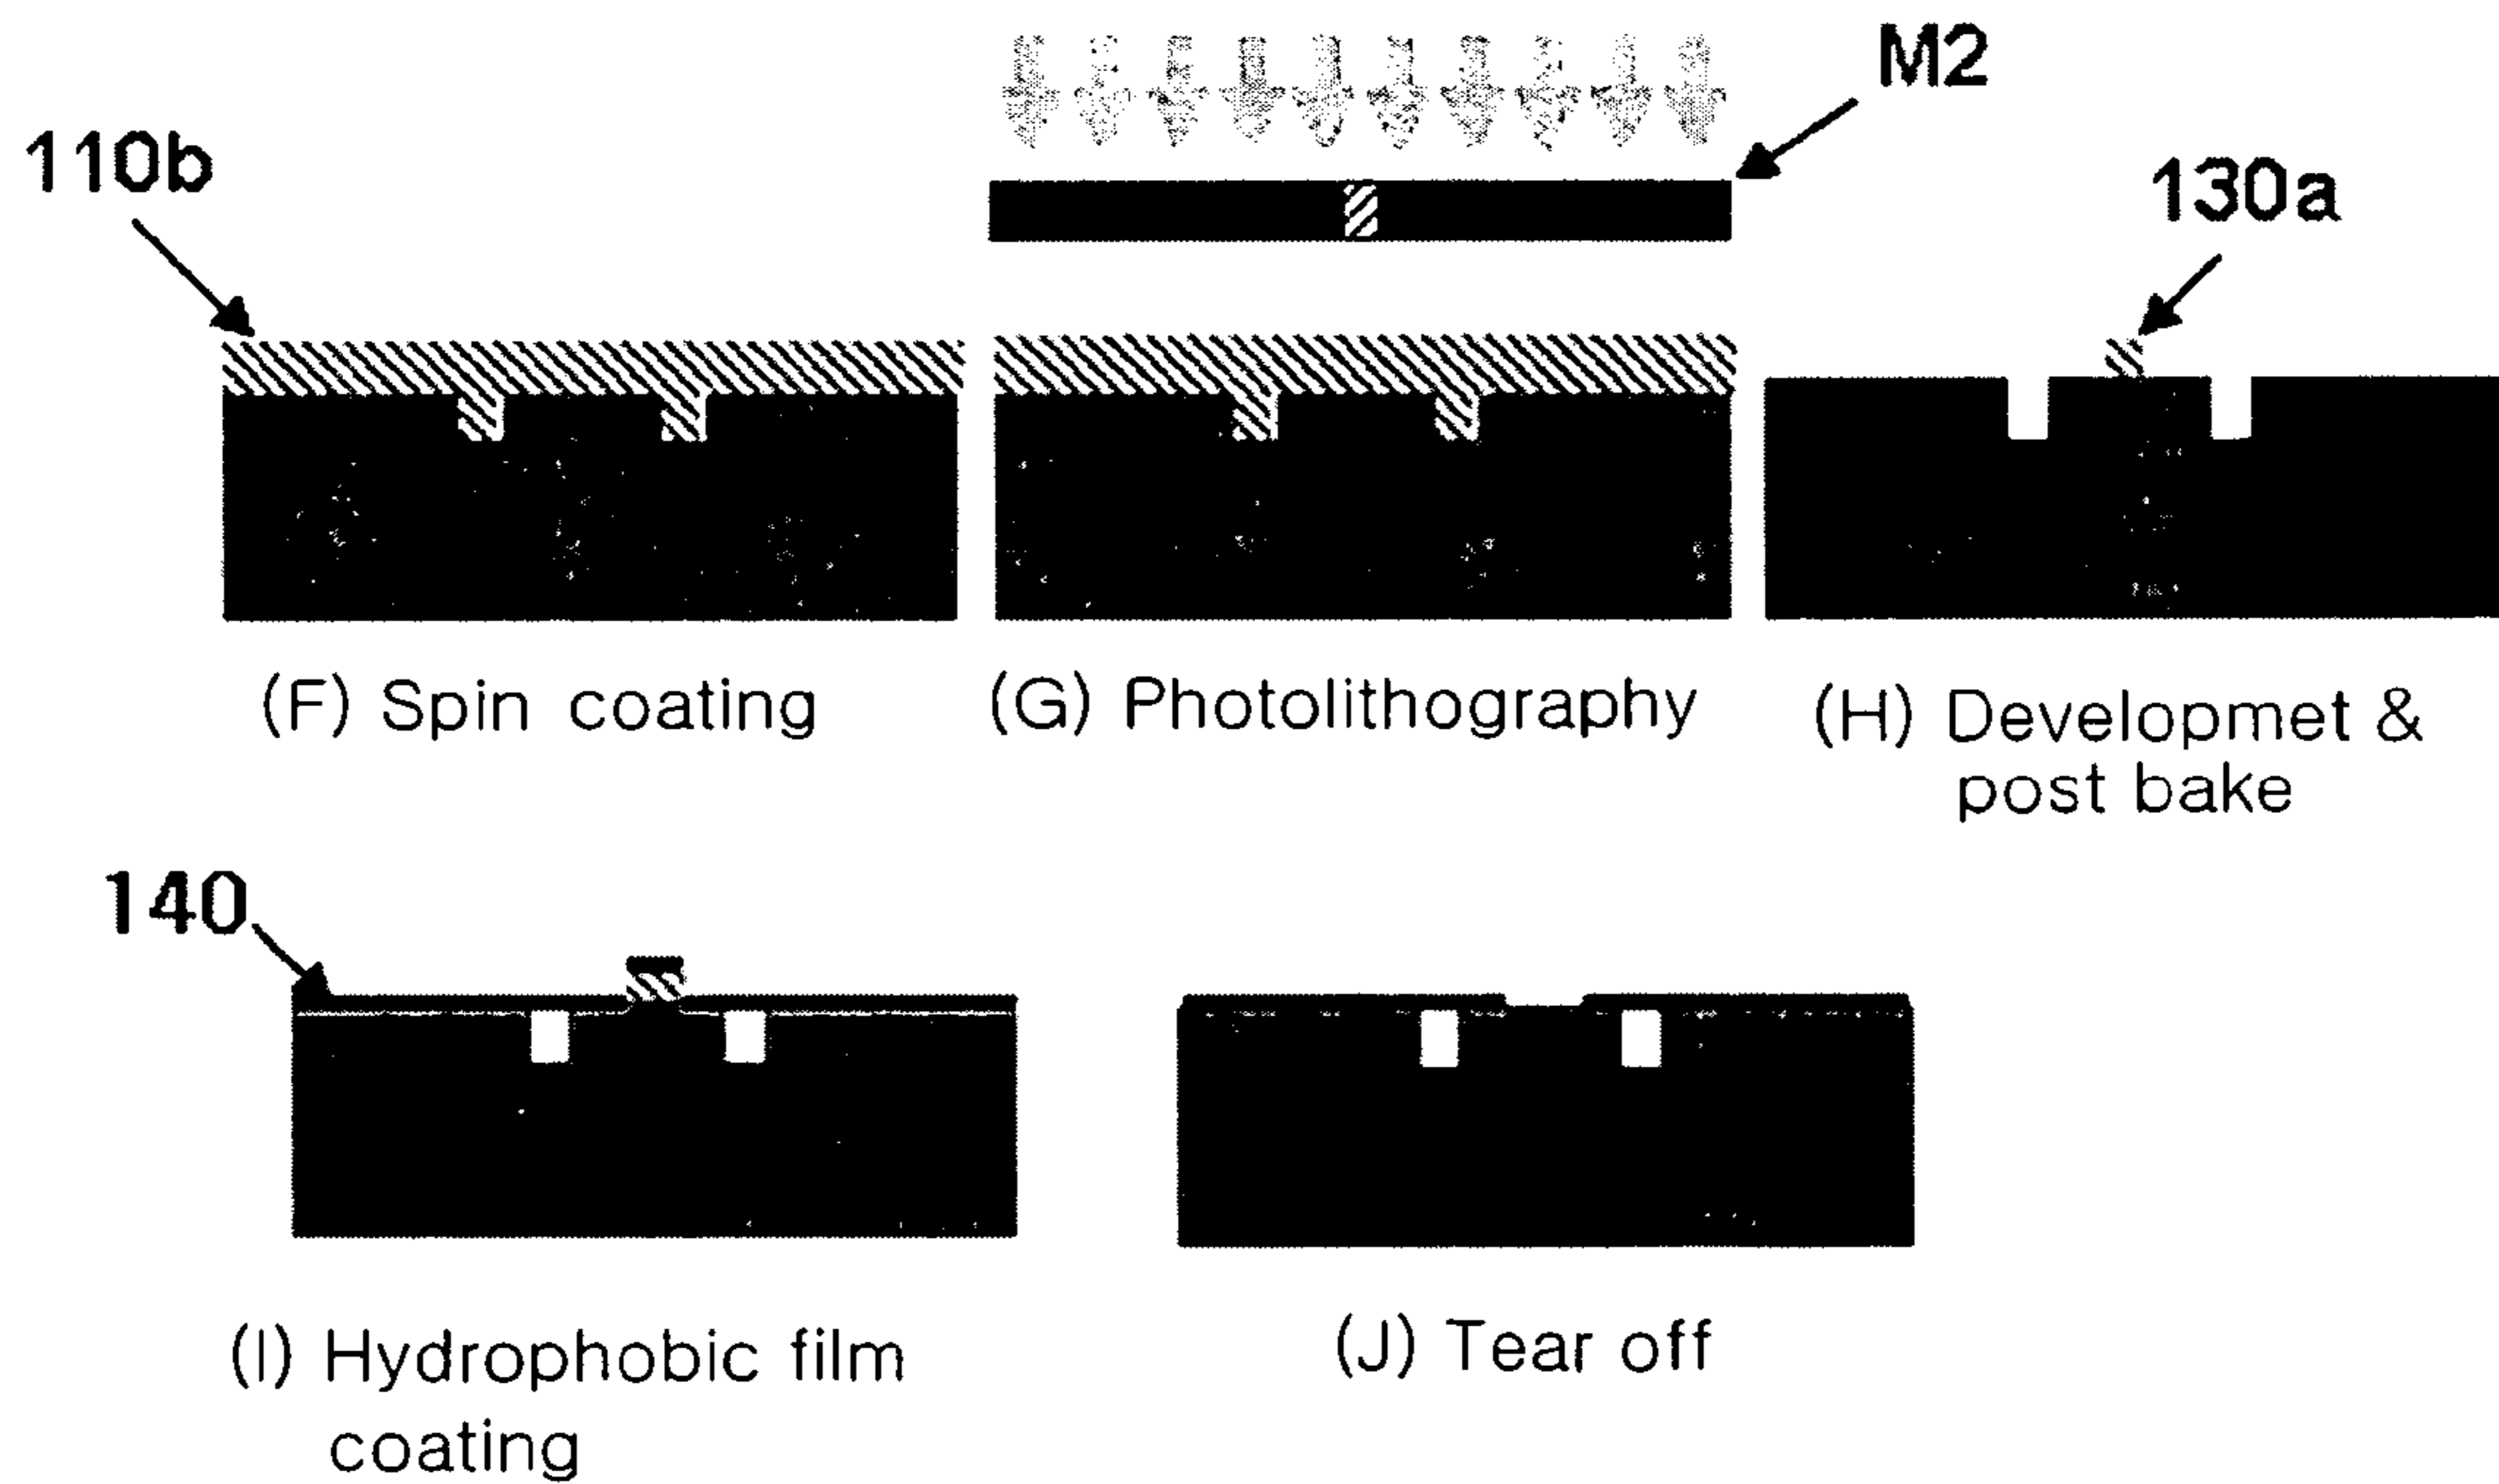 M2
110b
130a
(F) Spin coating
(G) Photolithography
(H) Developmet &
post bake
140
(I) Hydrophobic film
coating
(J) Tear off